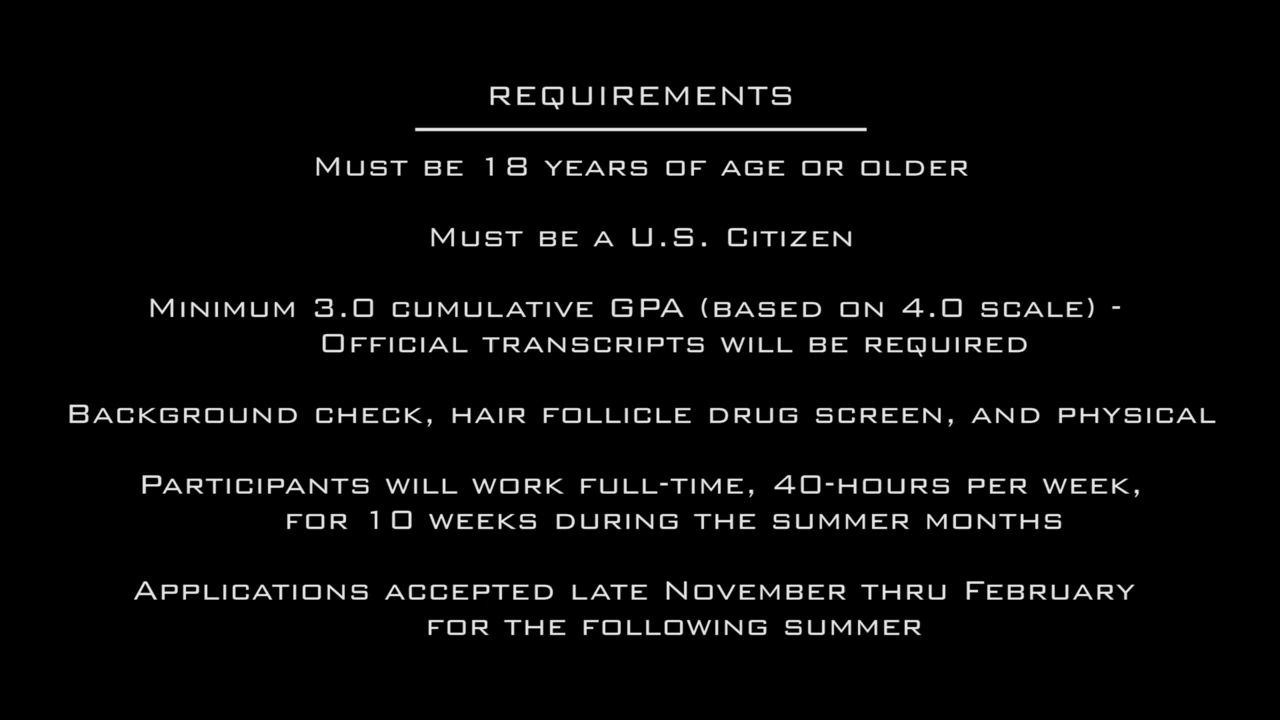 REQUIREMENTS
Must be 18 years of age or older
Must be a U.S. Citizen
Minimum 3.0 cumulative GPA (based on 4.0 scale) -
Official transcripts will be required
Background check, hair follicle drug screen, and physical
Participants will work full-time, 40-hours per week,
for 10 weeks during the summer months
Applications accepted late November thru February
for the following summer